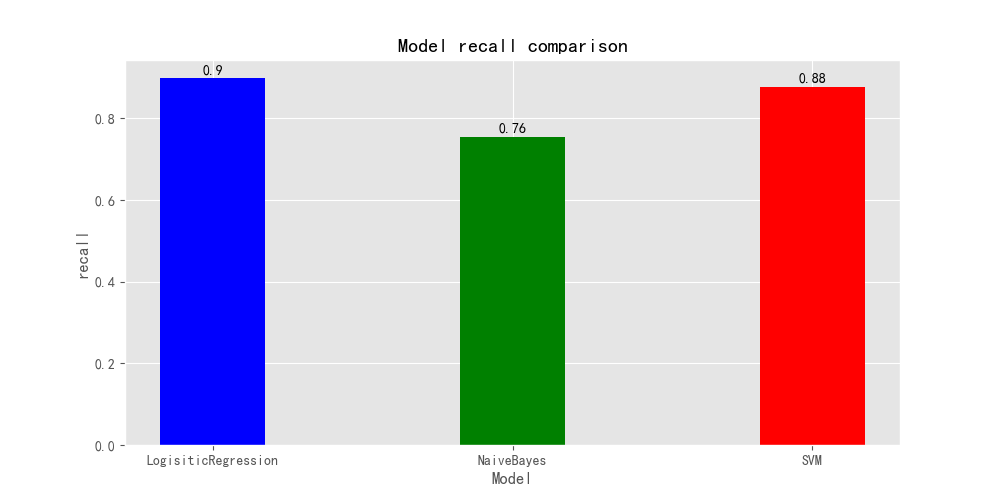 Model recall comparison
0.9
0.88
0.76
0.8
0.6
0.4
0.2
0.0
recall
LogisiticRegression
NaiveBayes
SVM
Model